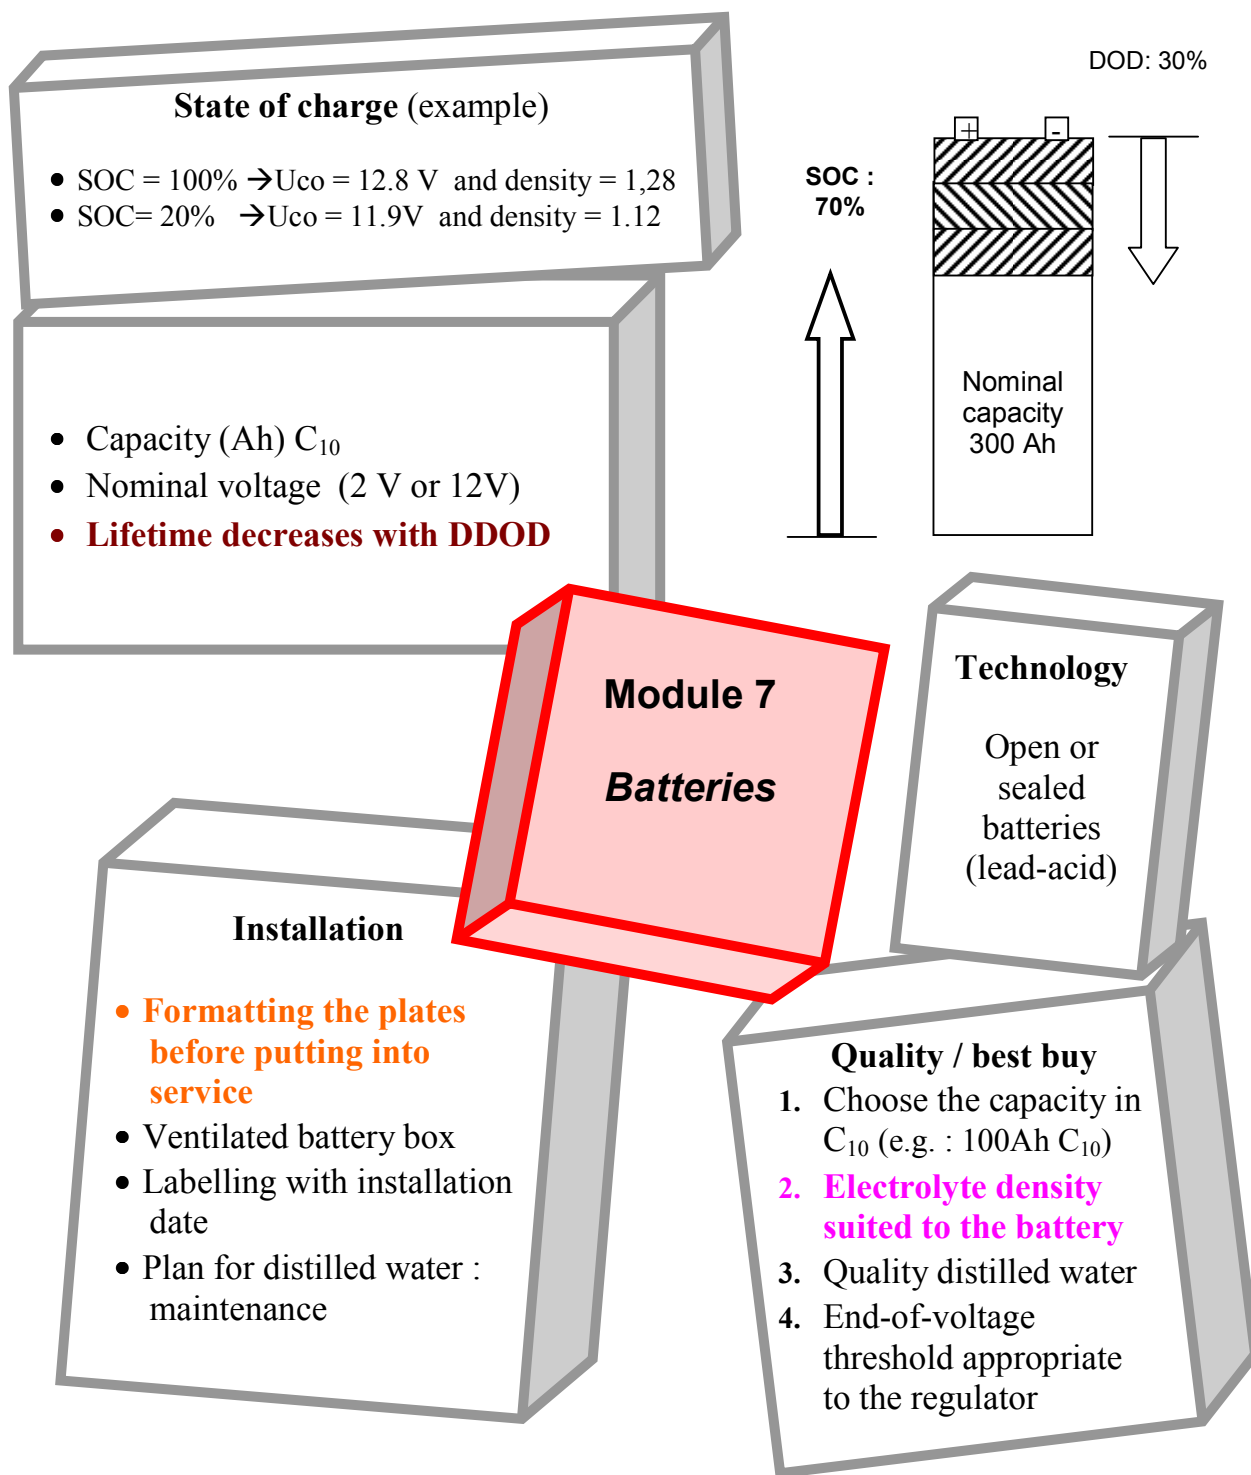 State of charge (example)
• SOC = 100% →Uco = 12.8 V and density = 1,28
• SOC= 20% →Uco = 11.9V and density = 1.12
DOD: 30%
+ -
SOC :
70%
Nominal
capacity
300 Ah
• Capacity (Ah) C₁₀
• Nominal voltage (2 V or 12V)
• Lifetime decreases with DDOD
Module 7
Batteries
Technology
Open or
sealed
batteries
(lead-acid)
Installation
• Formatting the plates
before putting into
service
• Ventilated battery box
• Labelling with installation
date
• Plan for distilled water :
maintenance
Quality / best buy
1. Choose the capacity in
C₁₀ (e.g. : 100Ah C₁₀)
2. Electrolyte density
suited to the battery
3. Quality distilled water
4. End-of-voltage
threshold appropriate
to the regulator